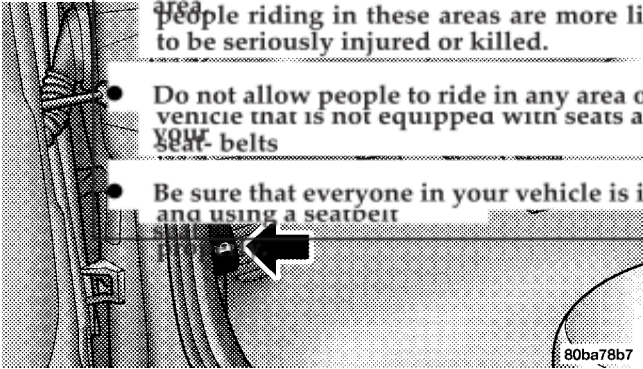 area.
people riding in these areas are more li
to be seriously injured or killed.
• Do not allow people to ride in any area o
vehicle that is not equipped with seats a
your
seat- belts
• Be sure that everyone in your vehicle is i
and using a seatbelt
80ba78b7